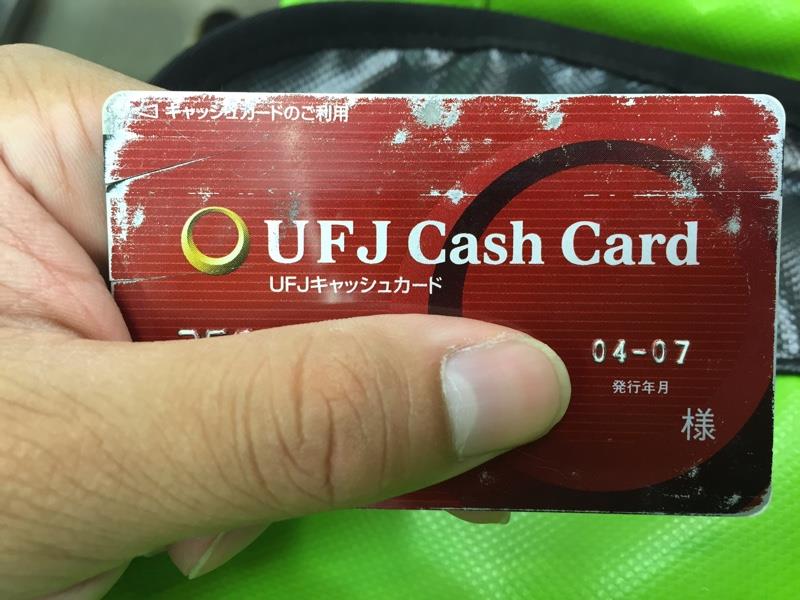 キャッシュカードのご利用
UFJ Cash Card
UFJキャッシュカード
04-07
発行年月
様